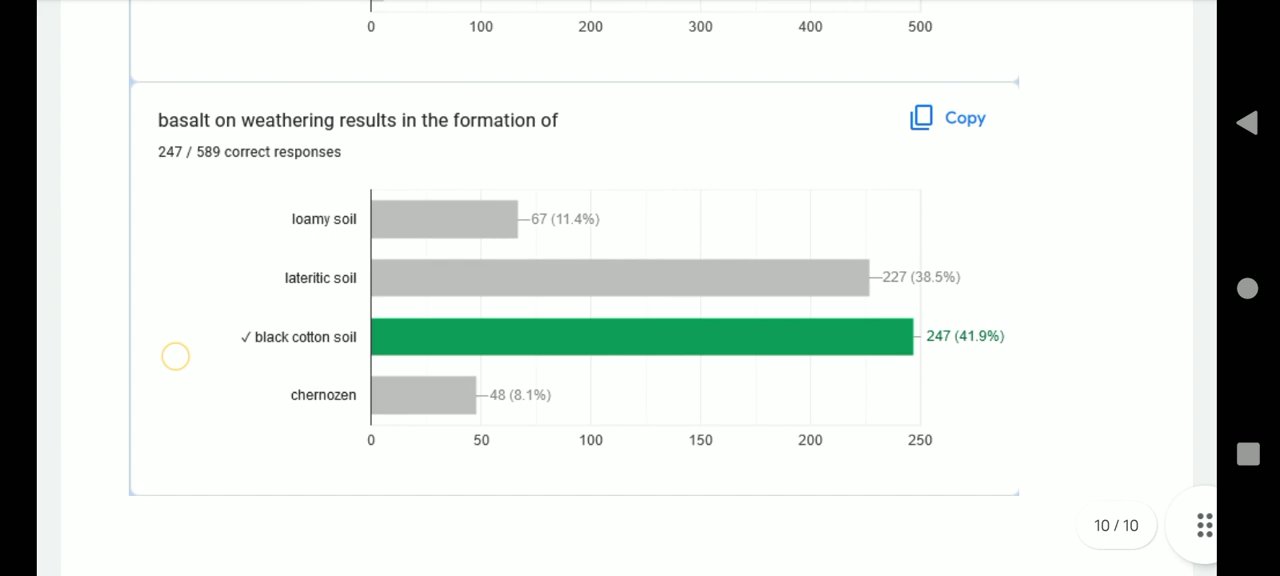 0 100 200 300 400 500
basalt on weathering results in the formation of
Copy
247 / 589 correct responses
loamy soil 67 (11.4%)
lateritic soil 227 (38.5%)
✓ black cotton soil 247 (41.9%)
chernozen 48 (8.1%)
0 50 100 150 200 250
10 / 10